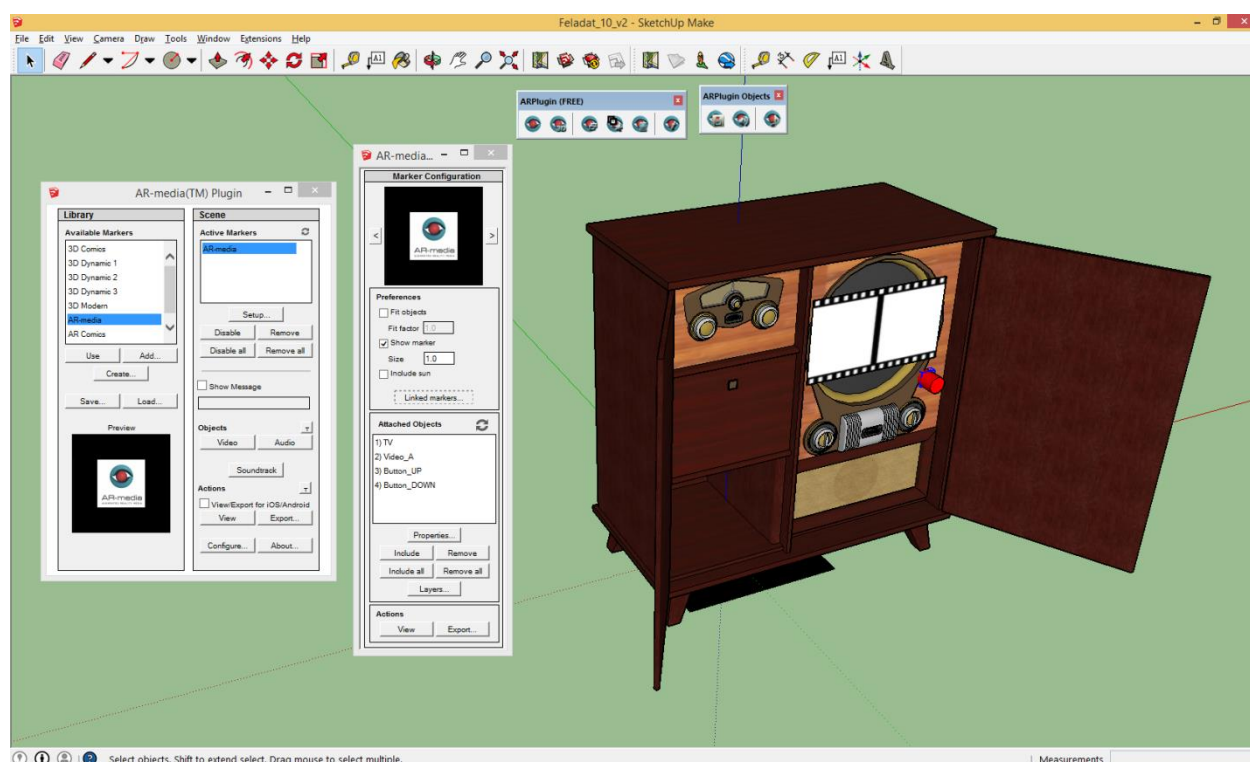 Feladat_10_v2 - SketchUp Make
File Edit View Camera Draw Tools Window Extensions Help
ARPlugin (FREE)
ARPlugin Objects
AR-media(TM) Plugin
Library
Available Markers
3D Comics
3D Dynamic 1
3D Dynamic 2
3D Dynamic 3
3D Modern
AR-media
AR Comics
Use Add...
Create...
Save... Load...
Preview
AR-media
Scene
Active Markers
AR-media
Setup...
Disable Remove
Disable all Remove all
Show Message
Objects
Video Audio
Soundtrack
Actions
View/Export for iOS/Android
View Export...
Configure... About...
AR-media...
Marker Configuration
< >
AR-media
Preferences
Fit objects
Fit factor 1.0
Show marker
Size 1.0
Include sun
Linked markers...
Attached Objects
1) TV
2) Video_A
3) Button_UP
4) Button_DOWN
Properties...
Include Remove
Include all Remove all
Layers...
Actions
View Export...
Select objects. Shift to extend select. Drag mouse to select multiple.
Measurements